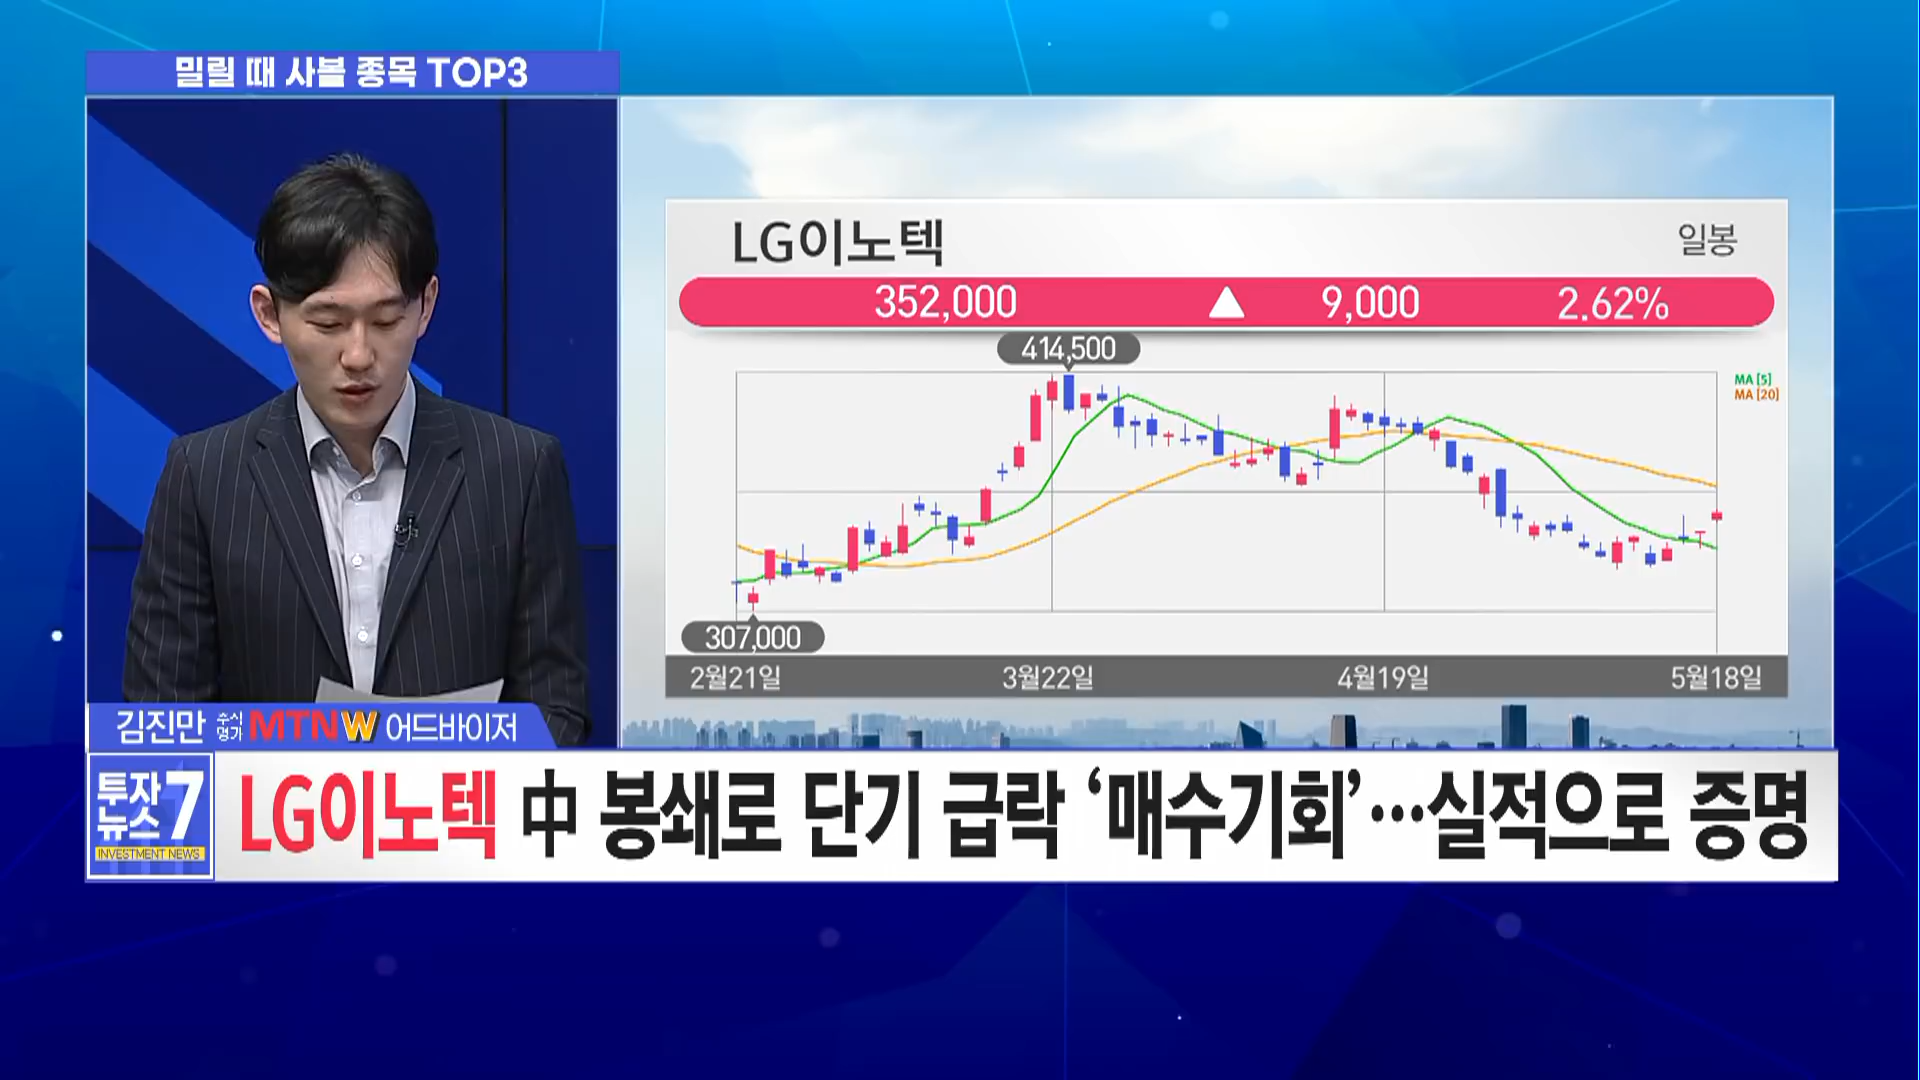 밀릴 때 사볼 종목 TOP3
LG이노텍
일봉
352,000 ▲ 9,000 2.62%
414,500
MA [5]
MA [20]
307,000
2월21일 3월22일 4월19일 5월18일
김진만 주식명가 MTNW 어드바이저
투자
뉴스7
INVESTMENT NEWS
LG이노텍 中 봉쇄로 단기 급락 ‘매수기회’…실적으로 증명